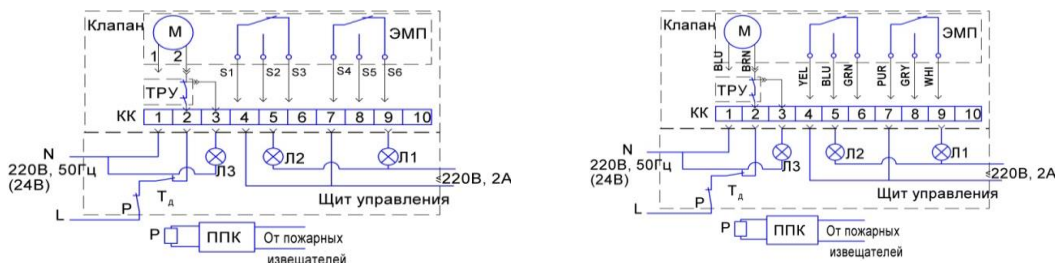 Клапан М ЭМП
1 2
S1 S2 S3 S4 S5 S6
ТРУ
КК 1 2 3 4 5 6 7 8 9 10
N
220В, 50Гц
(24В)
Л3 Л2 Л1
≤220В, 2А
Р Тд
Щит управления
L
Р ППК От пожарных
извещателей
Клапан М ЭМП
BLU BRN
YEL BLU GRN PUR GRY WHI
ТРУ
КК 1 2 3 4 5 6 7 8 9 10
N
220В, 50Гц
(24В)
Л3 Л2 Л1
≤220В, 2А
Р Тд
Щит управления
L
Р ППК От пожарных
извещателей